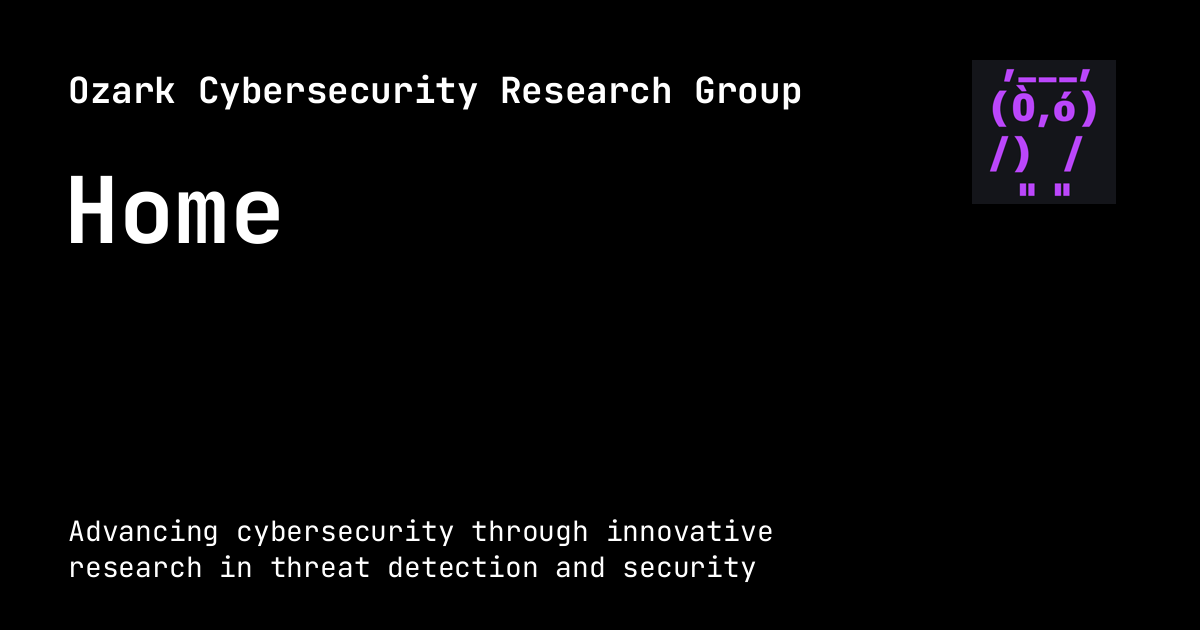 Ozark Cybersecurity Research Group
,___,
(Ò,ó)
/)  /
" "
Home
Advancing cybersecurity through innovative
research in threat detection and security